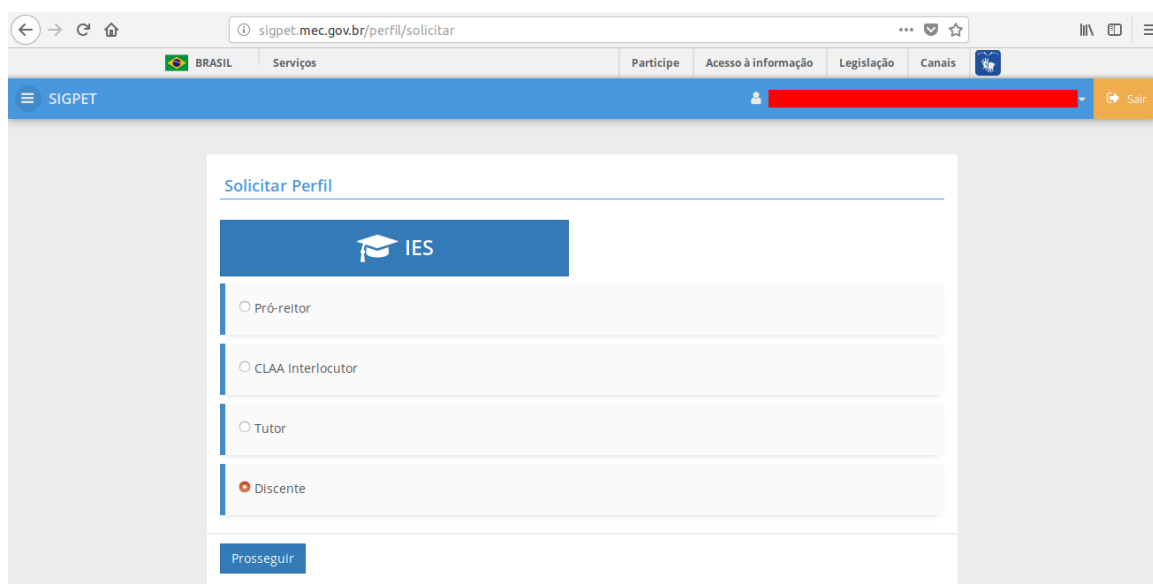 sigpet.mec.gov.br/perfil/solicitar
BRASIL Serviços Participe Acesso à informação Legislação Canais
SIGPET Sair
Solicitar Perfil
IES
Pró-reitor
CLAA Interlocutor
Tutor
Discente
Prosseguir